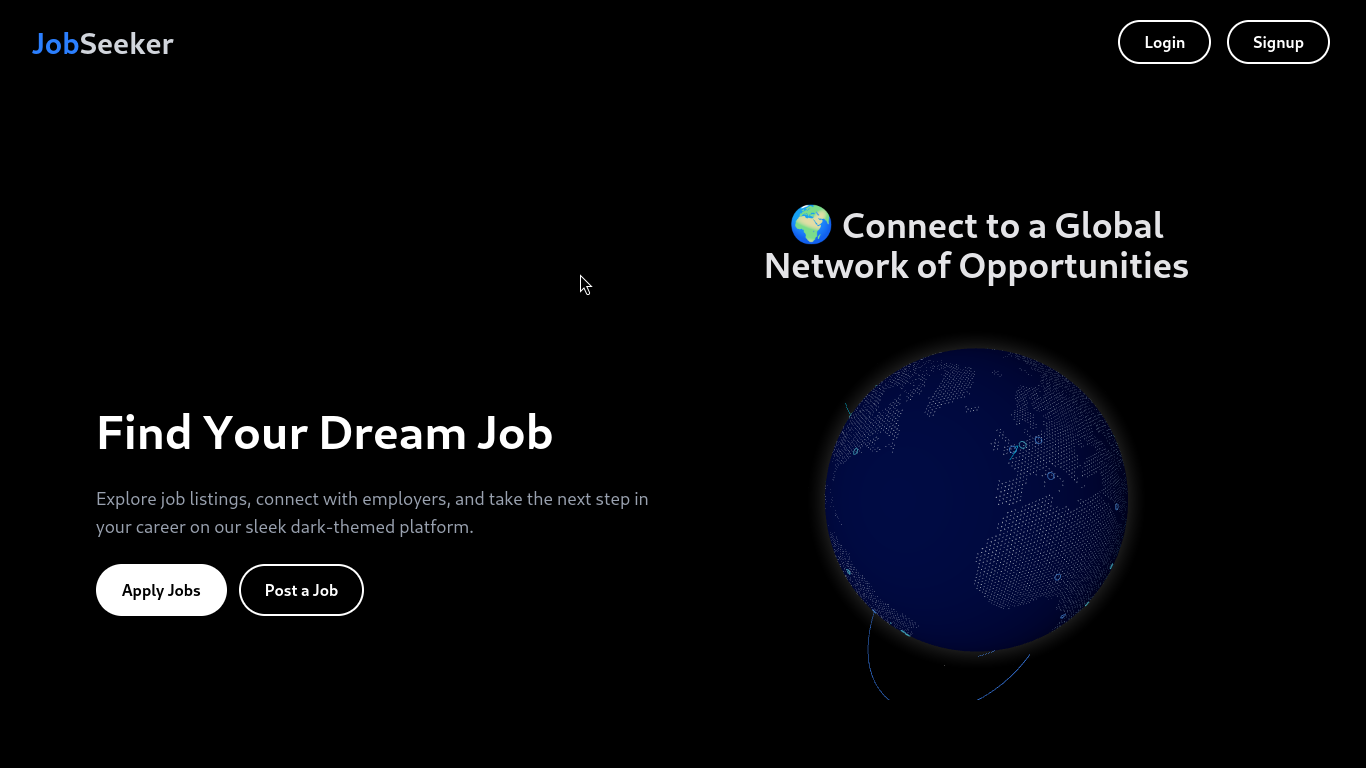 JobSeeker
Login
Signup
🌍 Connect to a Global
Network of Opportunities
Find Your Dream Job
Explore job listings, connect with employers, and take the next step in
your career on our sleek dark-themed platform.
Apply Jobs
Post a Job